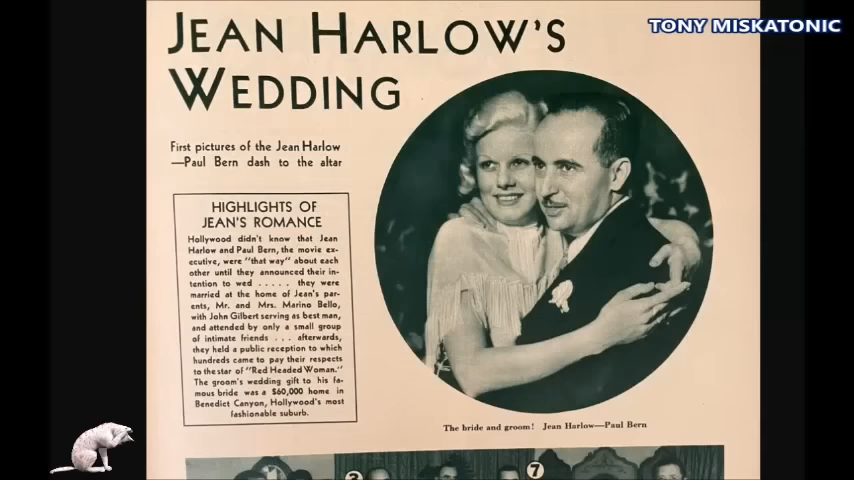 JEAN HARLOW'S
WEDDING
TONY MISKATONIC
First pictures of the Jean Harlow
—Paul Bern dash to the altar
HIGHLIGHTS OF
JEAN'S ROMANCE
Hollywood didn't know that Jean
Harlow and Paul Bern, the movie ex-
ecutive, were "that way" about each
other until they announced their in-
tention to wed . . . . . they were
married at the home of Jean's par-
ents, Mr. and Mrs. Marino Bello,
with John Gilbert serving as best man,
and attended by only a small group
of intimate friends . . . afterwards,
they held a public reception to which
hundreds came to pay their respects
to the star of "Red Headed Woman."
The groom's wedding gift to his fa-
mous bride was a $60,000 home in
Benedict Canyon, Hollywood's most
fashionable suburb.
The bride and groom! Jean Harlow—Paul Bern
7